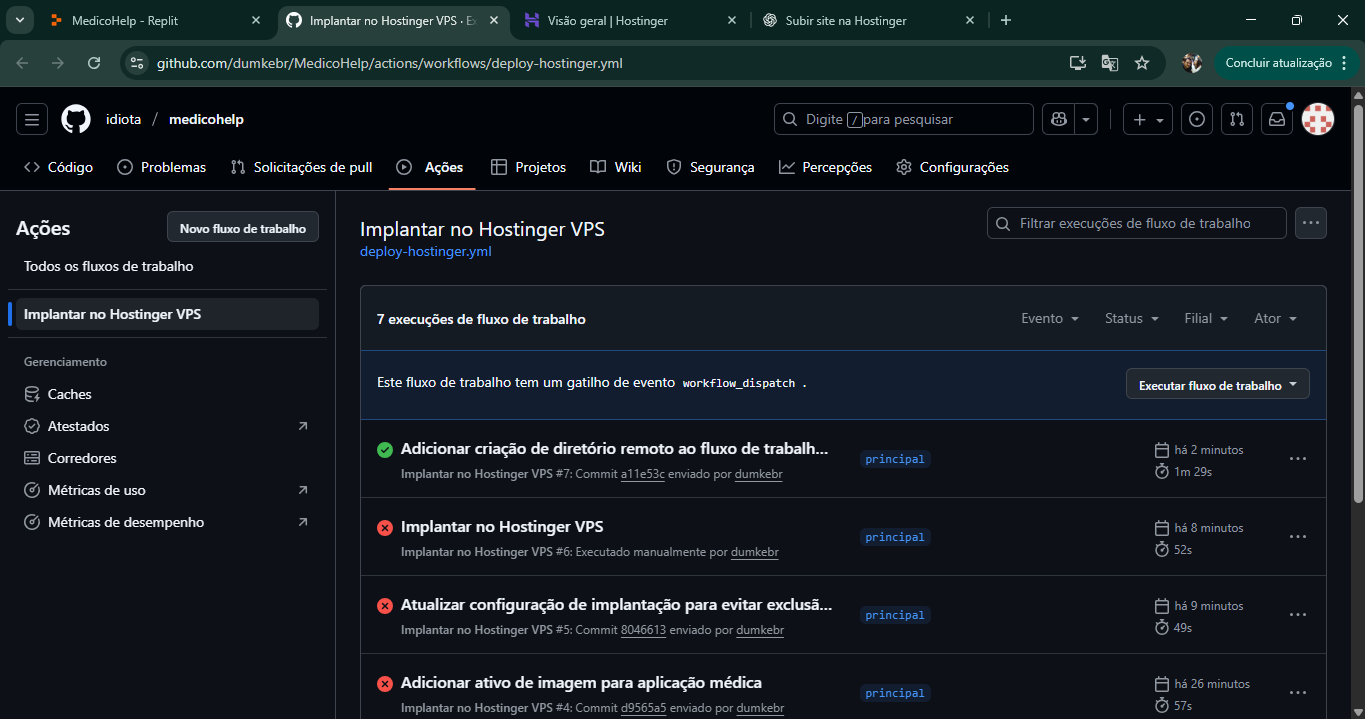 MedicoHelp - Replit
Implantar no Hostinger VPS · E
Visão geral | Hostinger
Subir site na Hostinger
github.com/dumkebr/MedicoHelp/actions/workflows/deploy-hostinger.yml
Concluir atualização
idiota / medicohelp
Digite / para pesquisar
Código
Problemas
Solicitações de pull
Ações
Projetos
Wiki
Segurança
Percepções
Configurações
Ações
Novo fluxo de trabalho
Todos os fluxos de trabalho
Implantar no Hostinger VPS
Gerenciamento
Caches
Atestados
Corredores
Métricas de uso
Métricas de desempenho
Implantar no Hostinger VPS
deploy-hostinger.yml
Filtrar execuções de fluxo de trabalho
7 execuções de fluxo de trabalho
Evento
Status
Filial
Ator
Este fluxo de trabalho tem um gatilho de evento workflow_dispatch .
Executar fluxo de trabalho
Adicionar criação de diretório remoto ao fluxo de trabalh...
Implantar no Hostinger VPS #7: Commit a11e53c enviado por dumkebr
principal
há 2 minutos
1m 29s
Implantar no Hostinger VPS
Implantar no Hostinger VPS #6: Executado manualmente por dumkebr
principal
há 8 minutos
52s
Atualizar configuração de implantação para evitar exclusã...
Implantar no Hostinger VPS #5: Commit 8046613 enviado por dumkebr
principal
há 9 minutos
49s
Adicionar ativo de imagem para aplicação médica
Implantar no Hostinger VPS #4: Commit d9565a5 enviado por dumkebr
principal
há 26 minutos
57s